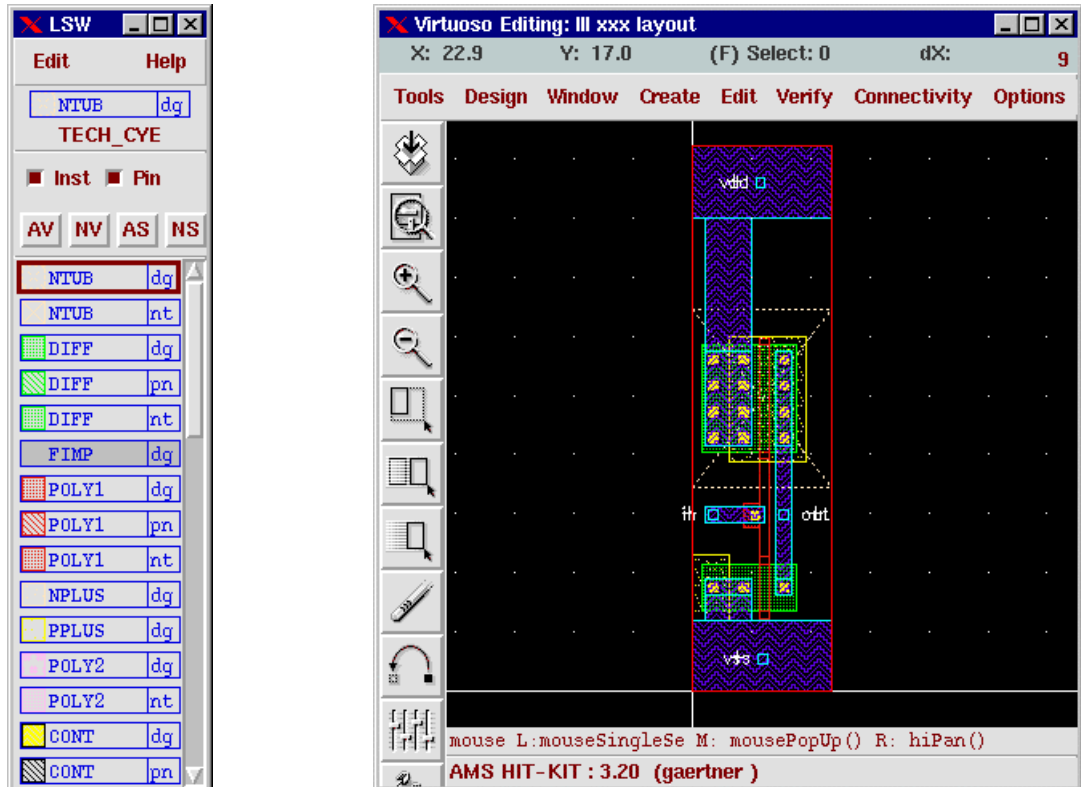 LSW
Edit Help
NTUB dg
TECH_CYE
Inst Pin
AV NV AS NS
NTUB dg
NTUB nt
DIFF dg
DIFF pn
DIFF nt
FIMP dg
POLY1 dg
POLY1 pn
POLY1 nt
NPLUS dg
PPLUS dg
POLY2 dg
POLY2 nt
CONT dg
CONT pn
Virtuoso Editing: III xxx layout
X: 22.9 Y: 17.0 (F) Select: 0 dX: 9
Tools Design Window Create Edit Verify Connectivity Options
mouse L:mouseSingleSe M: mousePopUp() R: hiPan()
AMS HIT-KIT : 3.20 (gaertner )